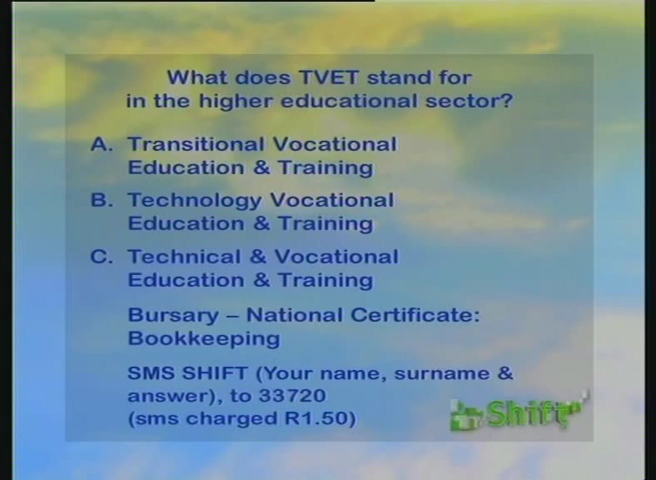 What does TVET stand for
in the higher educational sector?
A. Transitional Vocational
Education & Training
B. Technology Vocational
Education & Training
C. Technical & Vocational
Education & Training
Bursary – National Certificate:
Bookkeeping
SMS SHIFT (Your name, surname &
answer), to 33720
(sms charged R1.50)
Shift